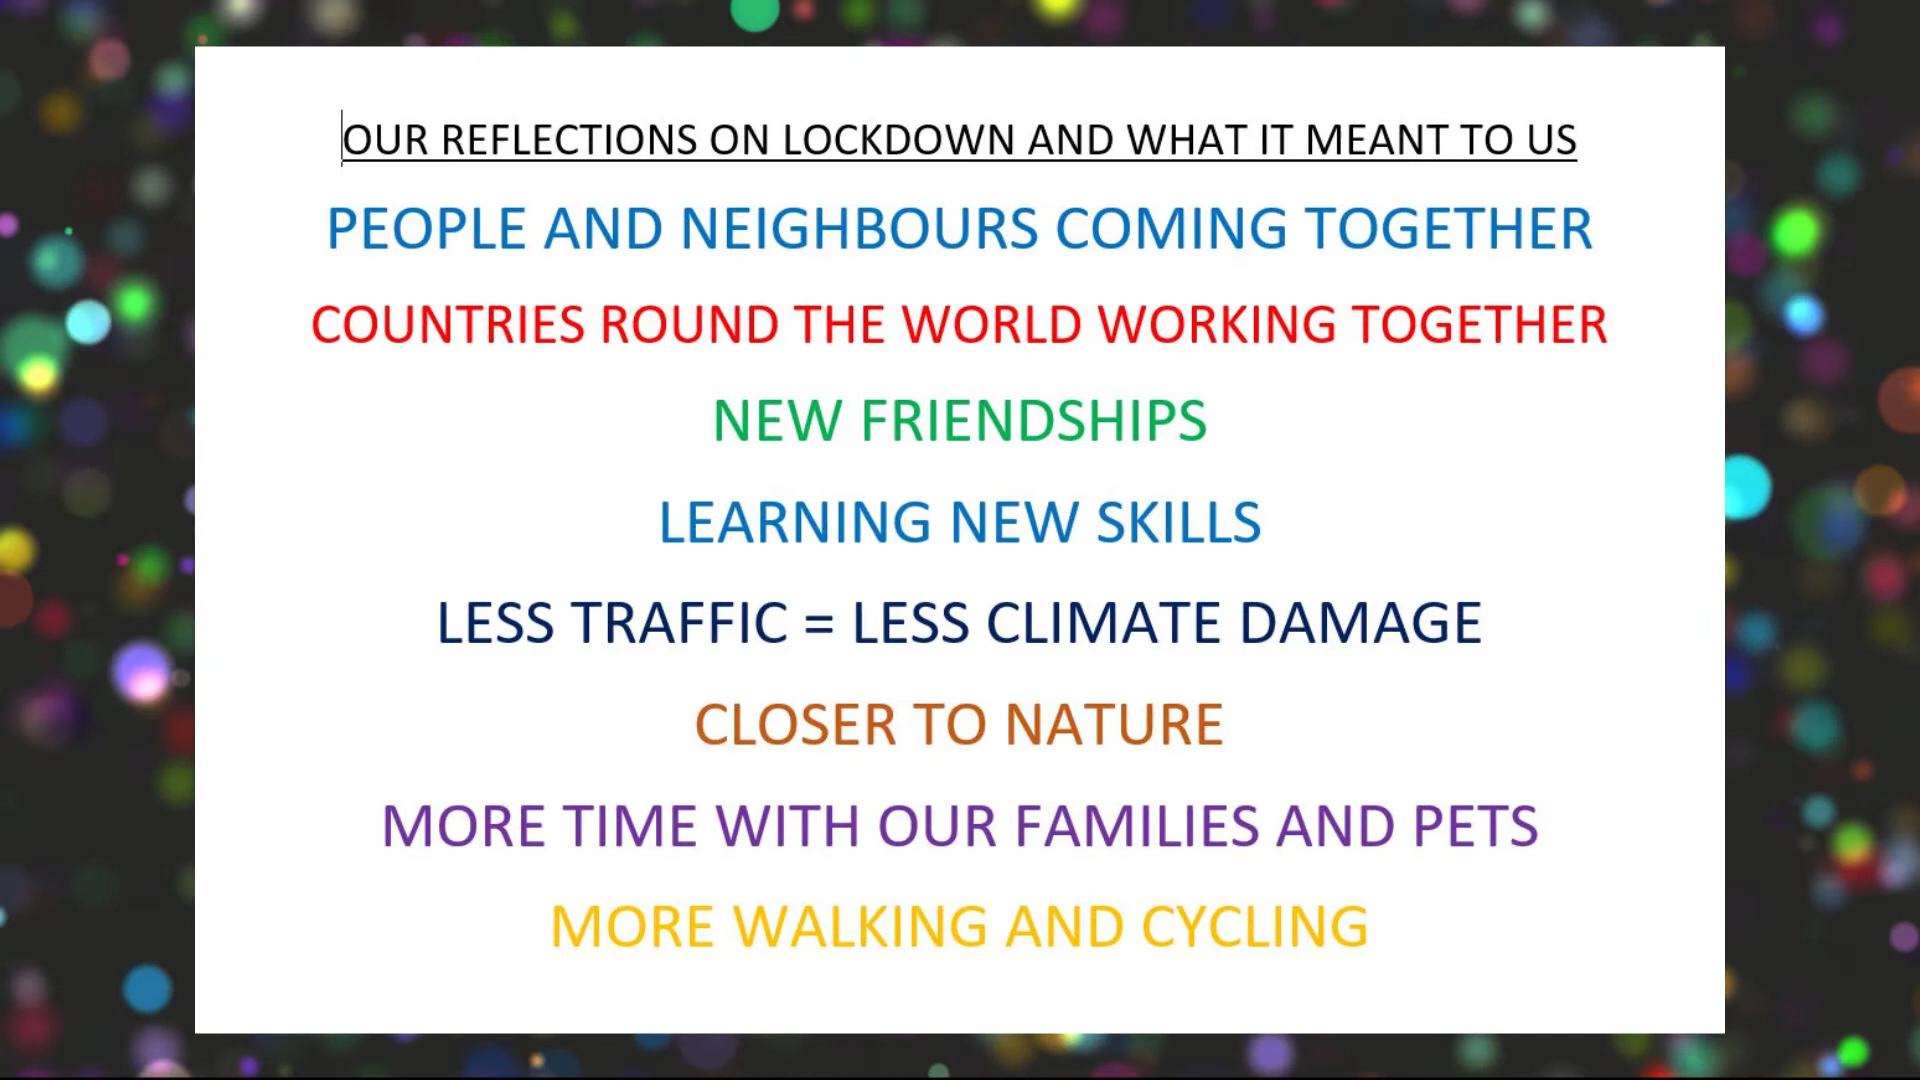 OUR REFLECTIONS ON LOCKDOWN AND WHAT IT MEANT TO US
PEOPLE AND NEIGHBOURS COMING TOGETHER
COUNTRIES ROUND THE WORLD WORKING TOGETHER
NEW FRIENDSHIPS
LEARNING NEW SKILLS
LESS TRAFFIC = LESS CLIMATE DAMAGE
CLOSER TO NATURE
MORE TIME WITH OUR FAMILIES AND PETS
MORE WALKING AND CYCLING